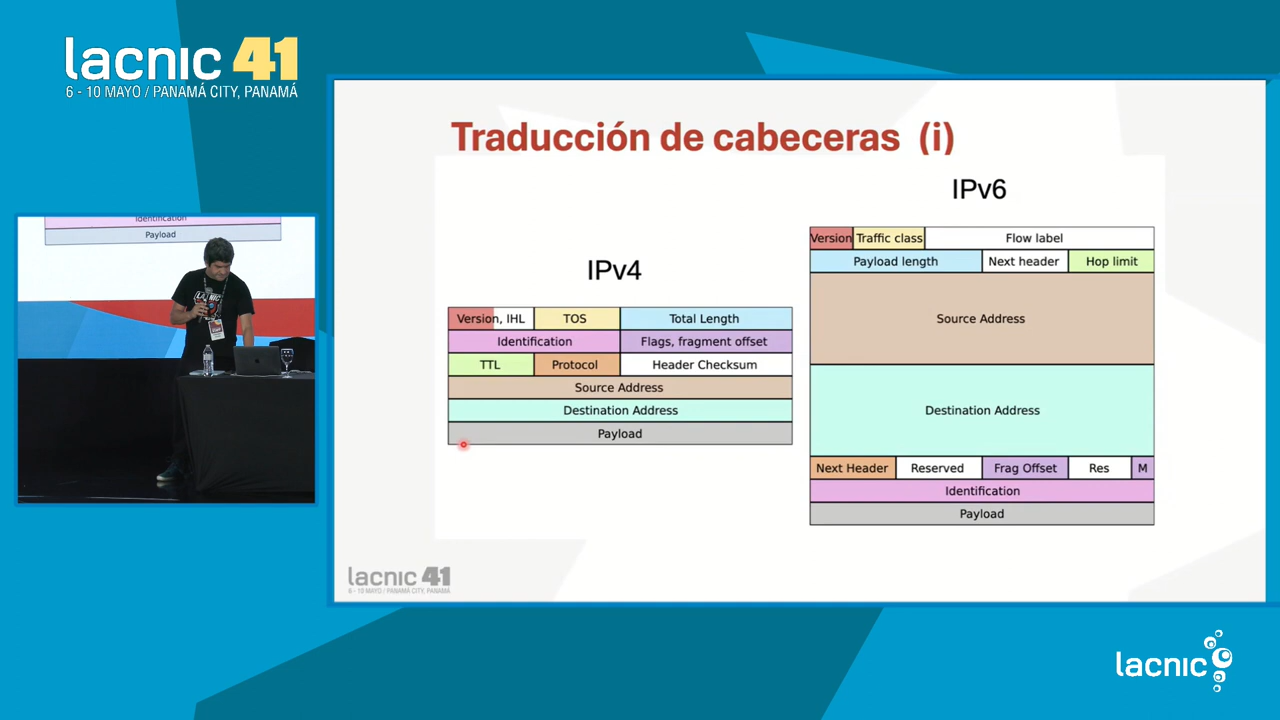 lacnic 41
6 - 10 MAYO / PANAMÁ CITY, PANAMÁ
Traducción de cabeceras (i)
IPv4
Version, IHL TOS Total Length
Identification Flags, fragment offset
TTL Protocol Header Checksum
Source Address
Destination Address
Payload
IPv6
Version Traffic class Flow label
Payload length Next header Hop limit
Source Address
Destination Address
Next Header Reserved Frag Offset Res M
Identification
Payload
lacnic 41
6 - 10 MAYO / PANAMÁ CITY, PANAMÁ
Identification
Payload
lacnic